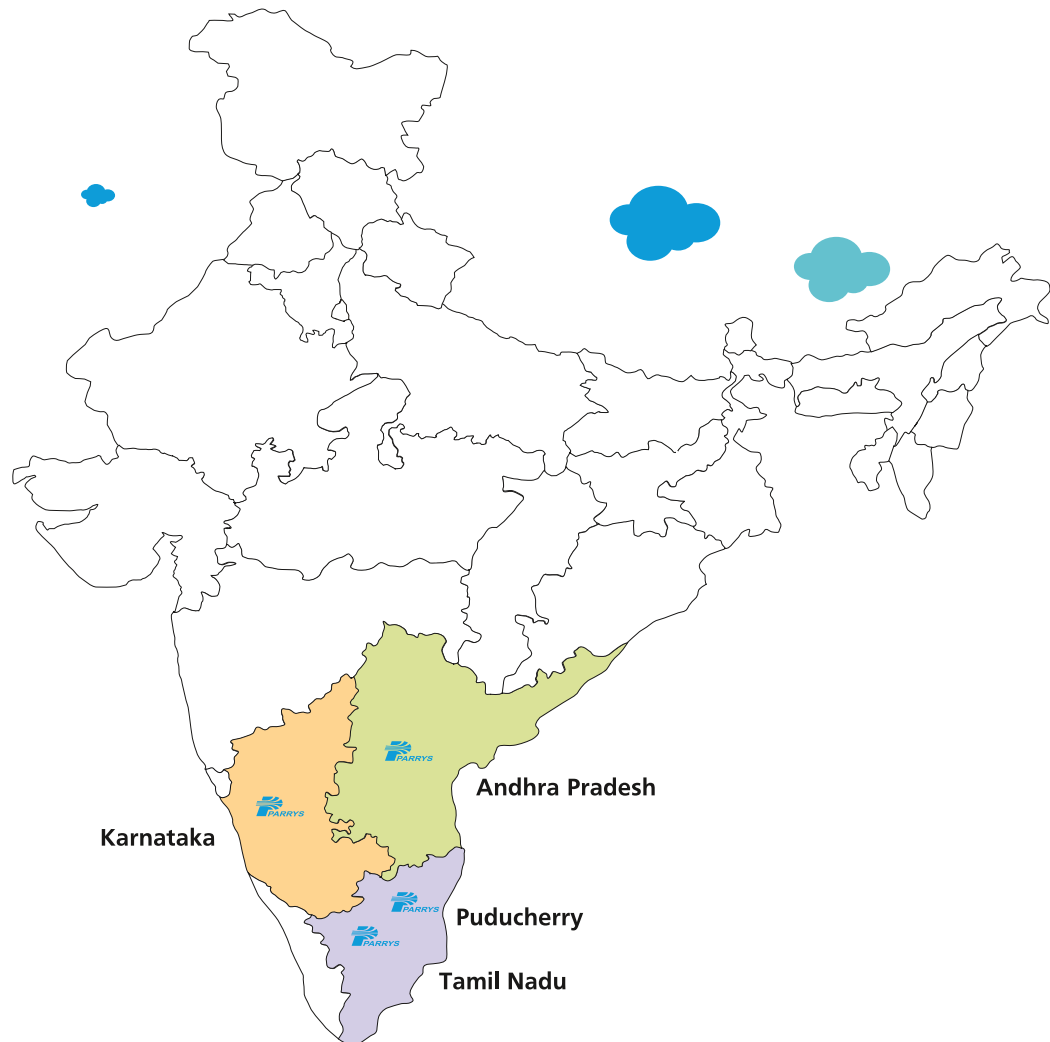 PARRYS
Andhra Pradesh
PARRYS
Karnataka
PARRYS
Puducherry
PARRYS
Tamil Nadu